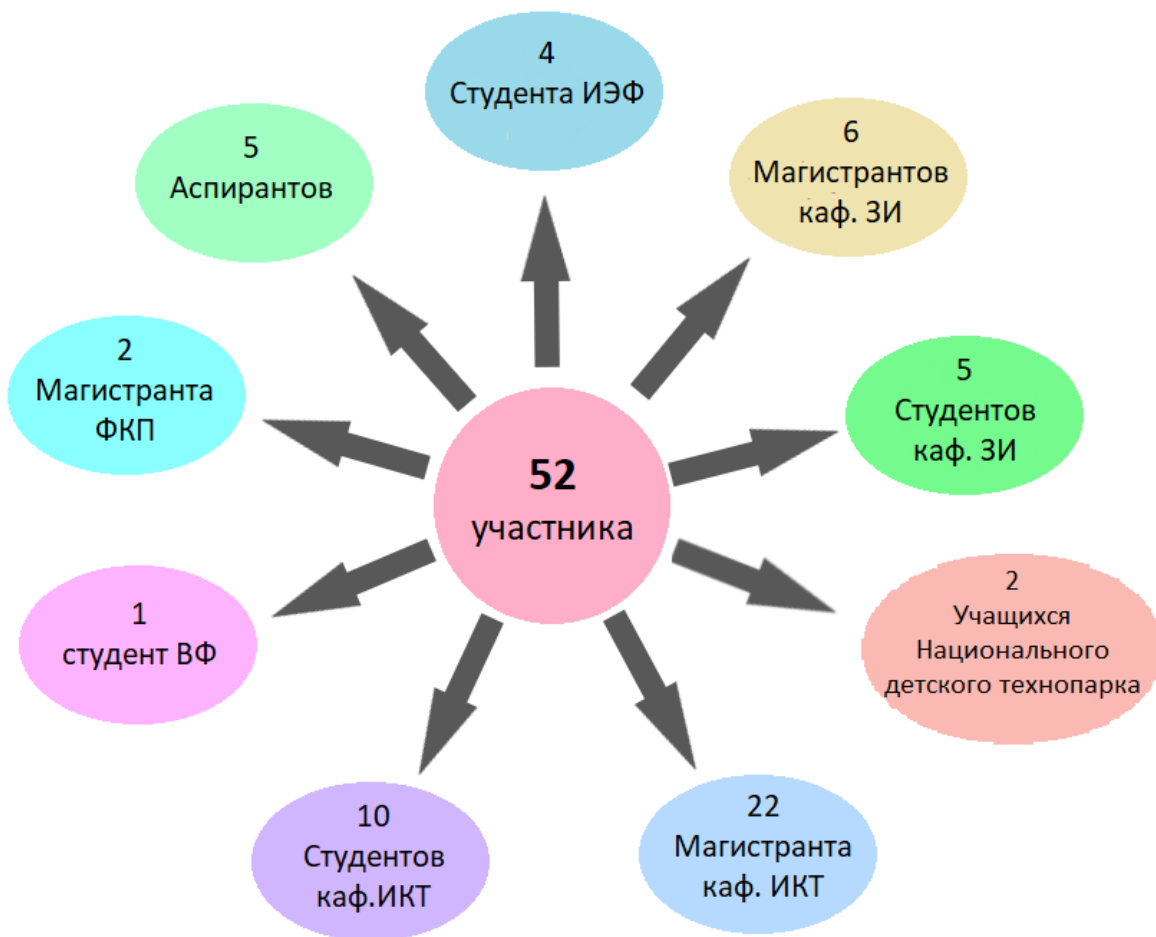 4
Студента ИЭФ
6
Магистрантов
каф. ЗИ
5
Студентов
каф. ЗИ
2
Учащихся
Национального
детского технопарка
22
Магистранта
каф. ИКТ
10
Студентов
каф.ИКТ
1
студент ВФ
2
Магистранта
ФКП
5
Аспирантов
52
участника